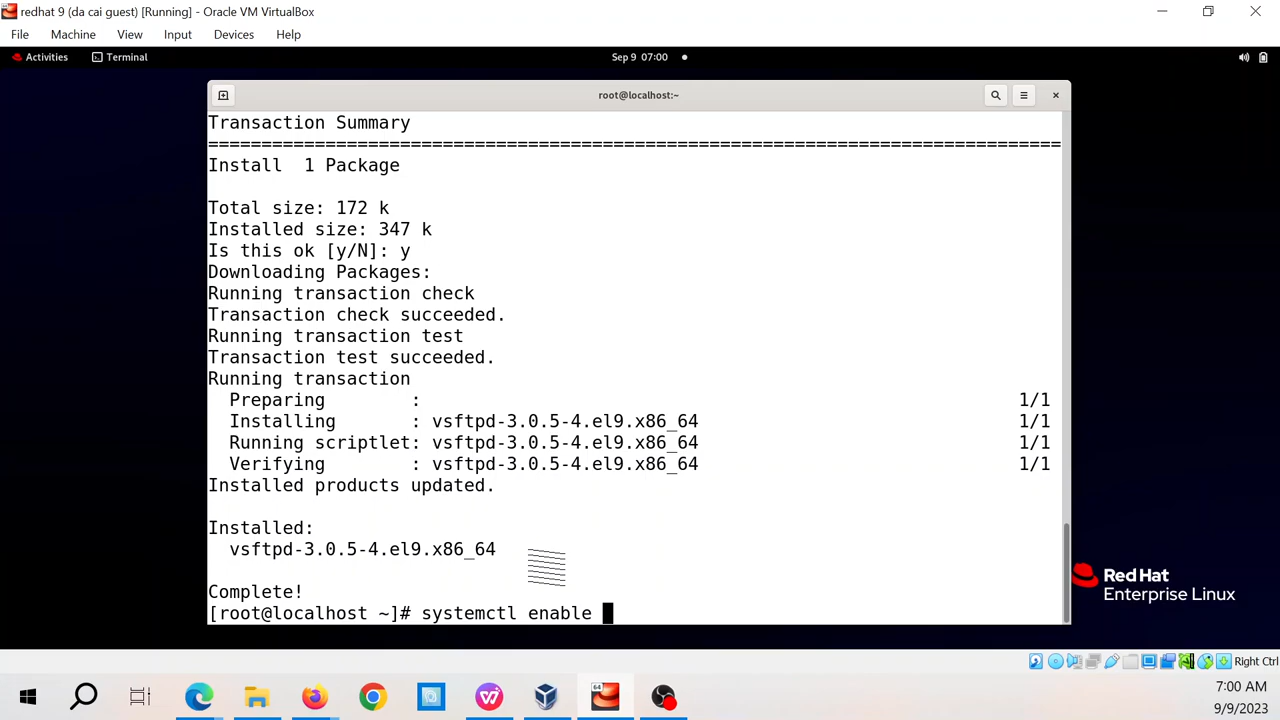 redhat 9 (da cai guest) [Running] - Oracle VM VirtualBox
File Machine View Input Devices Help
Activities Terminal Sep 9 07:00
root@localhost:~
Transaction Summary
================================================================================
Install  1 Package
Total size: 172 k
Installed size: 347 k
Is this ok [y/N]: y
Downloading Packages:
Running transaction check
Transaction check succeeded.
Running transaction test
Transaction test succeeded.
Running transaction
  Preparing        :                                                        1/1
  Installing       : vsftpd-3.0.5-4.el9.x86_64                              1/1
  Running scriptlet: vsftpd-3.0.5-4.el9.x86_64                              1/1
  Verifying        : vsftpd-3.0.5-4.el9.x86_64                              1/1
Installed products updated.
Installed:
  vsftpd-3.0.5-4.el9.x86_64
Complete!
[root@localhost ~]# systemctl enable
Red Hat
Enterprise Linux
Right Ctrl
64
7:00 AM
9/9/2023